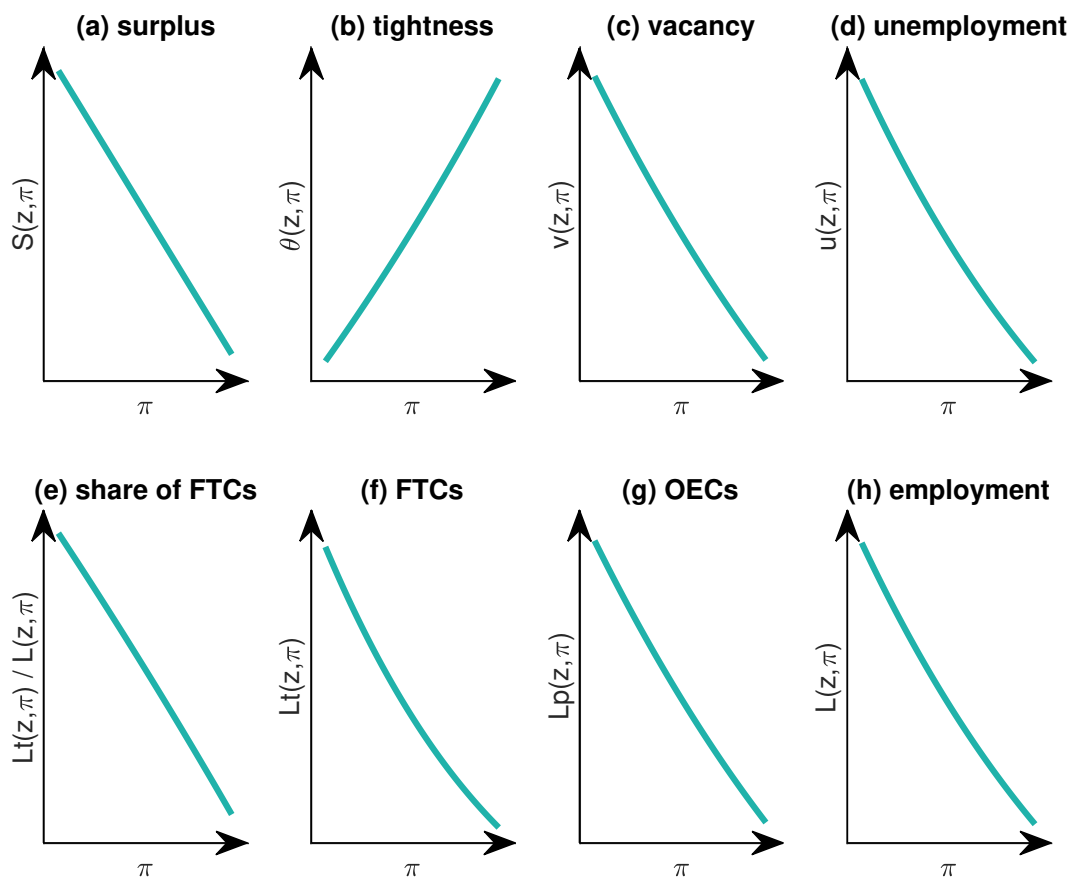 (a) surplus
(b) tightness
(c) vacancy
(d) unemployment
S(z,π)
θ(z,π)
v(z,π)
u(z,π)
π
π
π
π
(e) share of FTCs
(f) FTCs
(g) OECs
(h) employment
Lt(z,π) / L(z,π)
Lt(z,π)
Lp(z,π)
L(z,π)
π
π
π
π